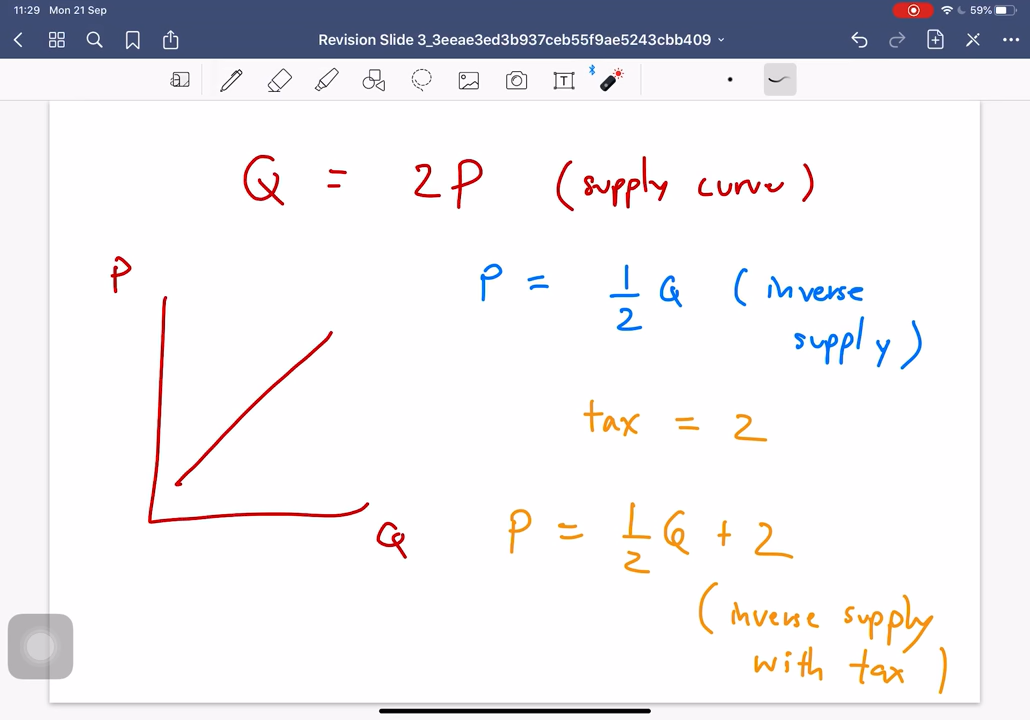 11:29 Mon 21 Sep
59%
Revision Slide 3_3eeae3ed3b937ceb55f9ae5243cbb409
T
Q = 2P (supply curve)
P
Q
P = 1/2 Q (inverse
supply)
tax = 2
P = 1/2 Q + 2
(inverse supply
with tax)